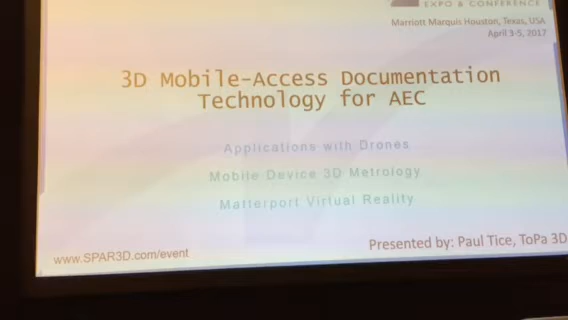 EXPO & CONFERENCE
Marriott Marquis Houston, Texas, USA
April 3-5, 2017
3D Mobile-Access Documentation
Technology for AEC
Applications with Drones
Mobile Device 3D Metrology
Matterport Virtual Reality
Presented by: Paul Tice, ToPa 3D
www.SPAR3D.com/event